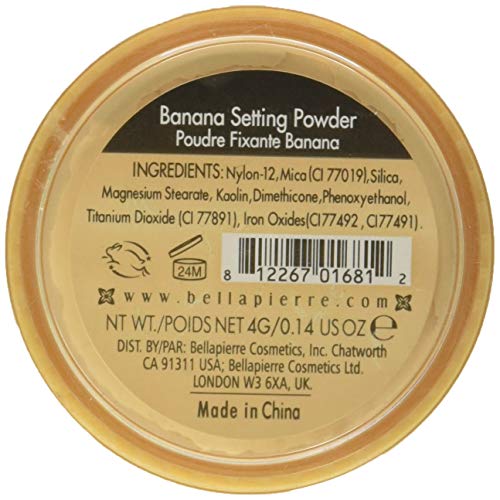 Banana Setting Powder
Poudre Fixante Banana
INGREDIENTS: Nylon-12, Mica (CI 77019), Silica,
Magnesium Stearate, Kaolin, Dimethicone, Phenoxyethanol,
Titanium Dioxide (CI 77891), Iron Oxides(CI77492, CI77491).
24M
8 12267 01681 2
www.bellapierre.com
NT WT./POIDS NET 4G/0.14 US OZ ℮
DIST. BY/PAR: Bellapierre Cosmetics, Inc. Chatworth
CA 91311 USA; Bellapierre Cosmetics Ltd.
LONDON W3 6XA, UK.
Made in China